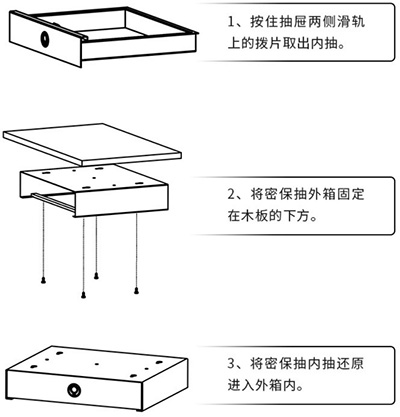 1、按住抽屉两侧滑轨
上的拨片取出内抽。
2、将密保抽外箱固定
在木板的下方。
3、将密保抽内抽还原
进入外箱内。